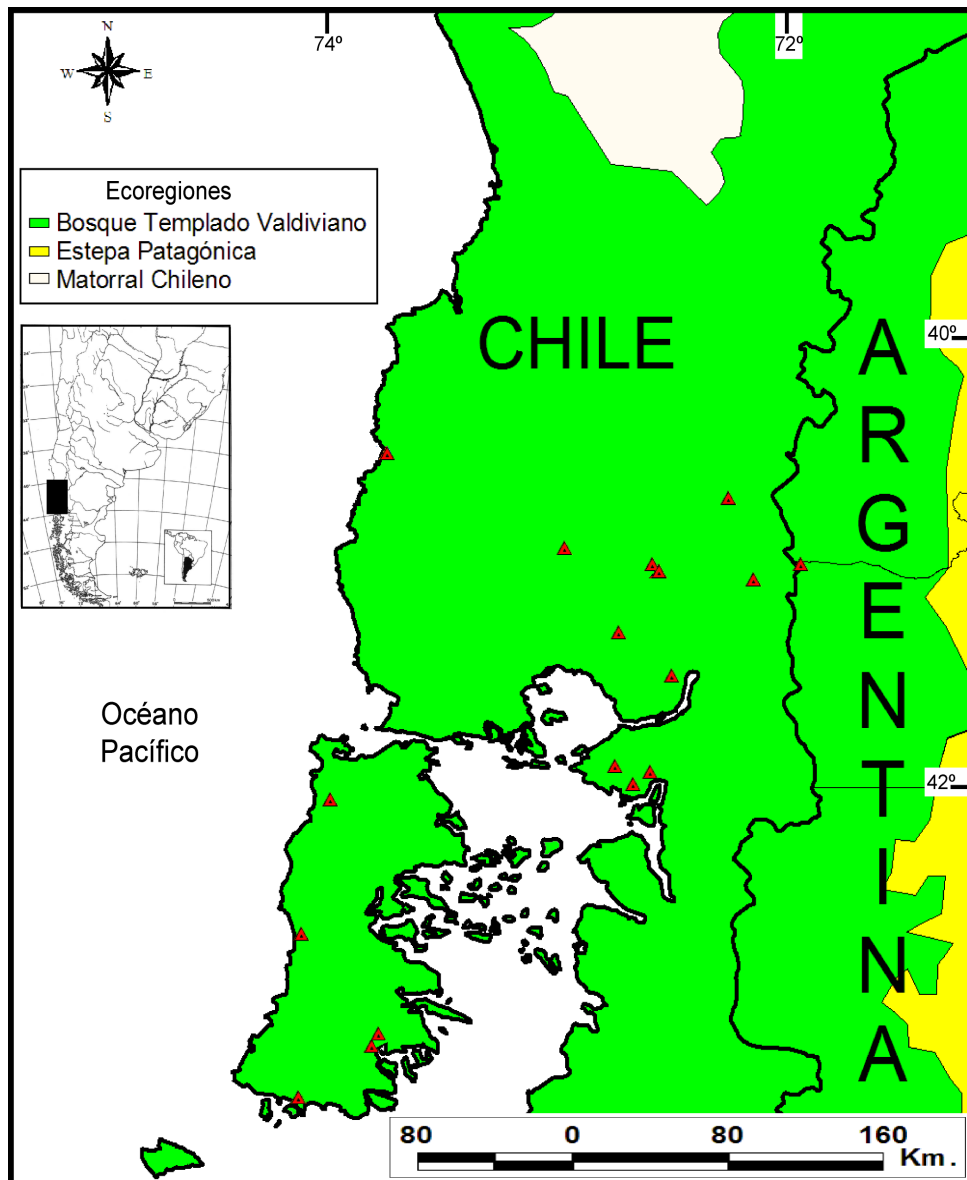 N
W E
S
74º
72º
Ecoregiones
Bosque Templado Valdiviano
Estepa Patagónica
Matorral Chileno
CHILE
40º
ARGENTINA
Océano
Pacífico
42º
80 0 80 160
Km .